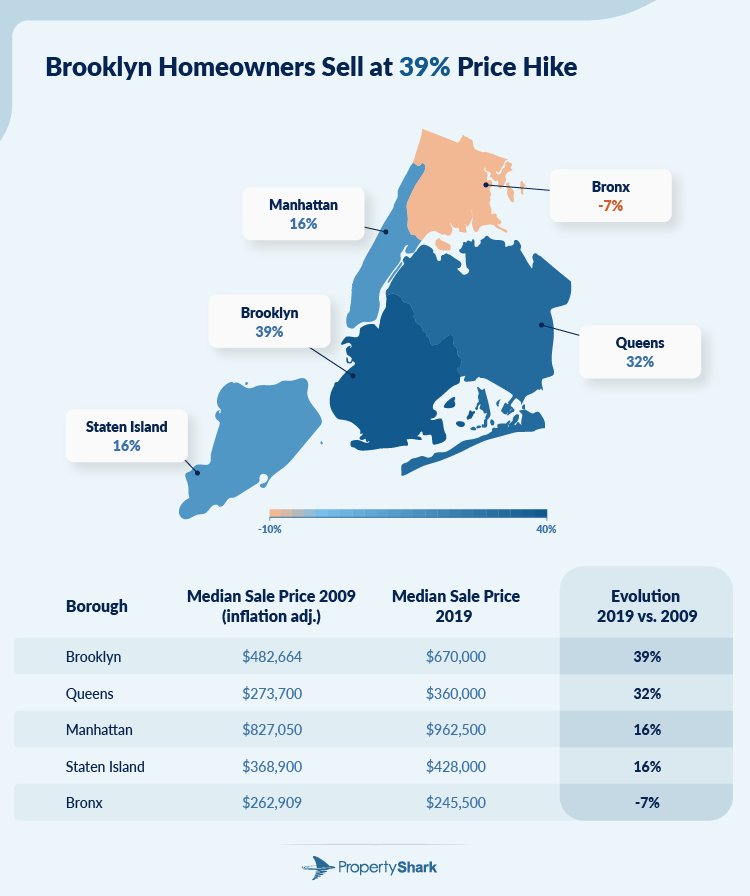 Brooklyn Homeowners Sell at 39% Price Hike
Bronx
-7%
Manhattan
16%
Brooklyn
39%
Queens
32%
Staten Island
16%
-10% 40%
Borough
Median Sale Price 2009
(inflation adj.)
Median Sale Price
2019
Evolution
2019 vs. 2009
Brooklyn $482,664 $670,000 39%
Queens $273,700 $360,000 32%
Manhattan $827,050 $962,500 16%
Staten Island $368,900 $428,000 16%
Bronx $262,909 $245,500 -7%
PropertyShark